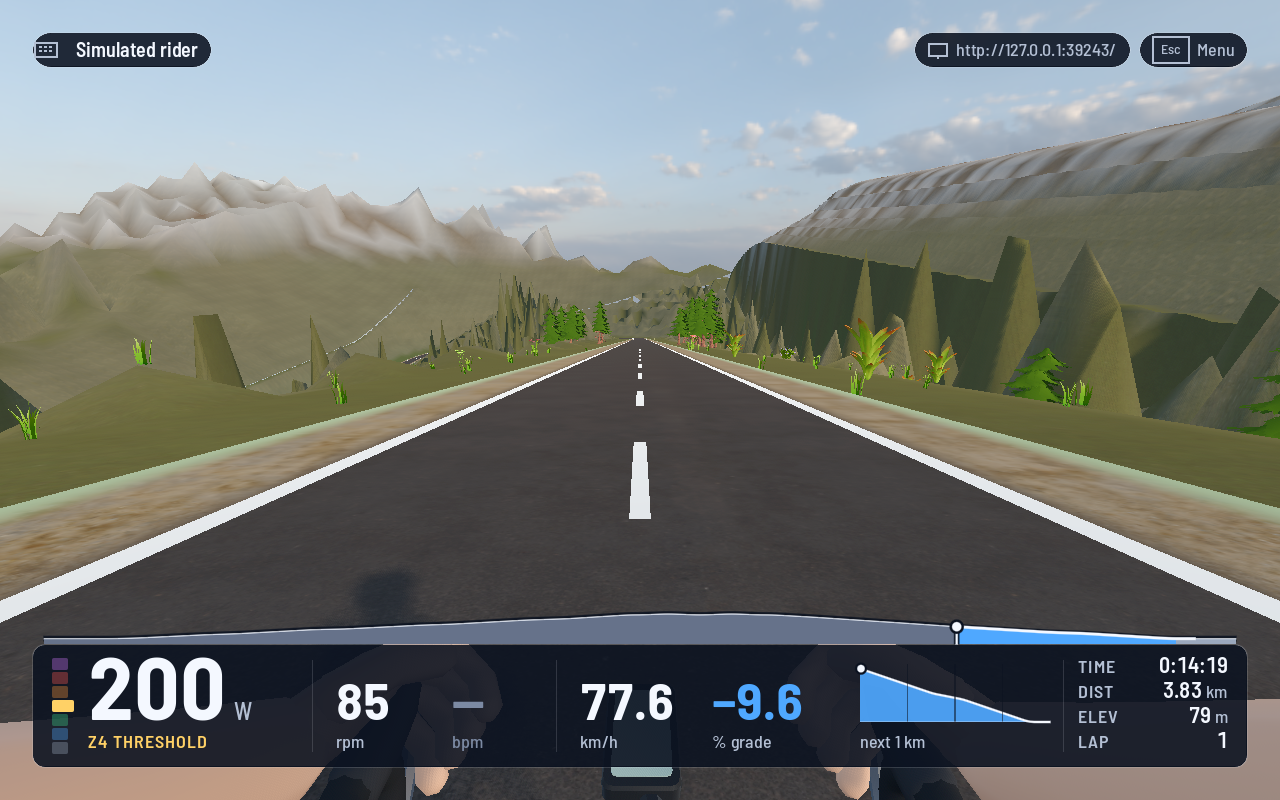 Simulated rider
http://127.0.0.1:39243/
Esc Menu
200 W
Z4 THRESHOLD
85
rpm
–
bpm
77.6
km/h
–9.6
% grade
next 1 km
TIME 0:14:19
DIST 3.83 km
ELEV 79 m
LAP 1